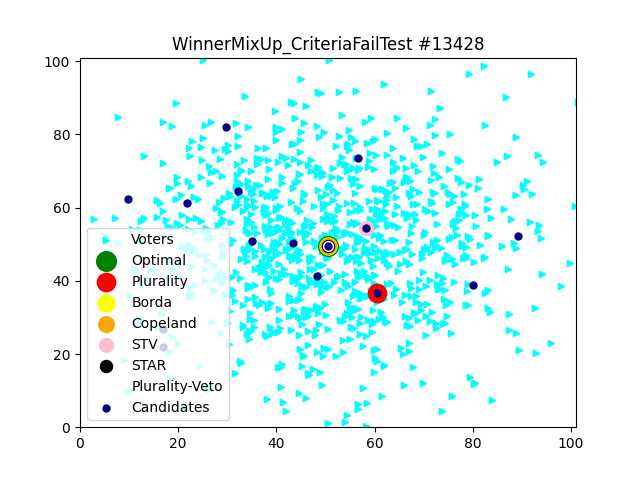 WinnerMixUp_CriteriaFailTest #13428
100
80
60
40
20
0
Voters
Optimal
Plurality
Borda
Copeland
STV
STAR
Plurality-Veto
Candidates
0 20 40 60 80 100